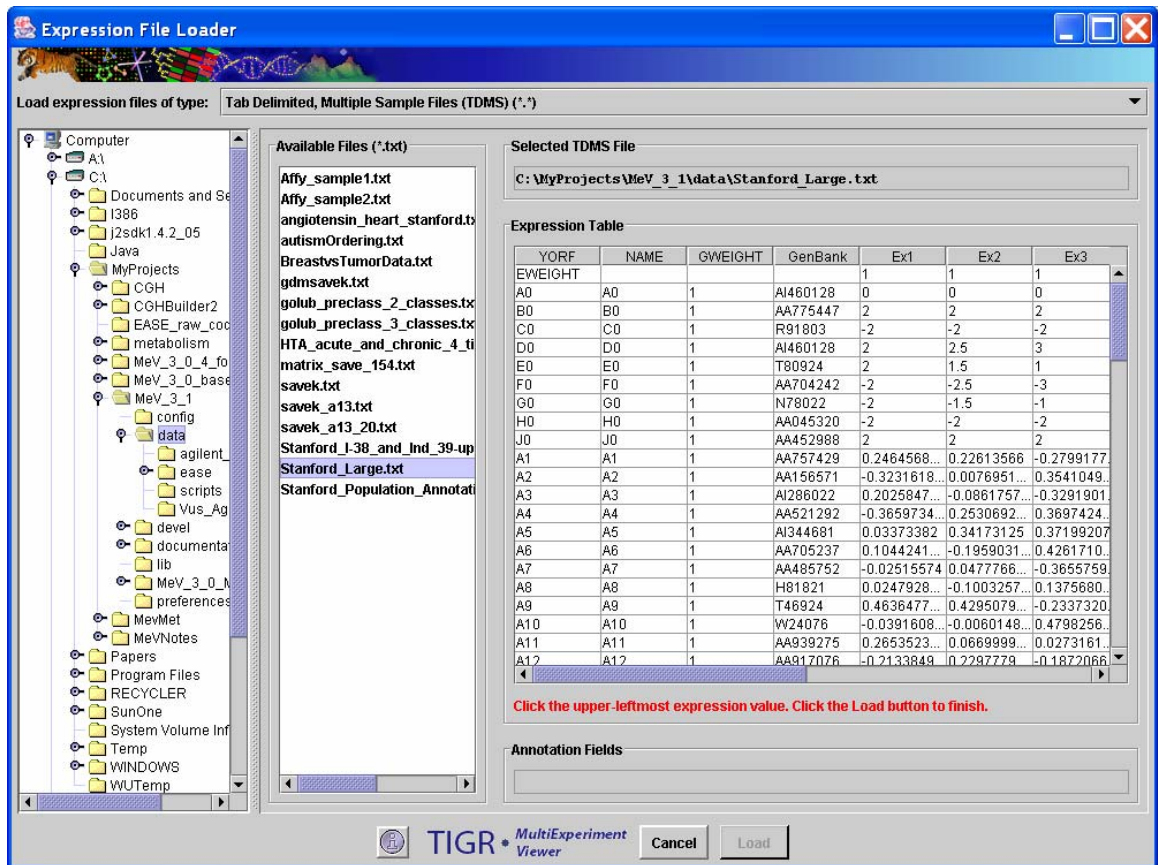 Expression File Loader
Load expression files of type: Tab Delimited, Multiple Sample Files (TDMS) (*.*)
Computer
A:\
C:\
Documents and Se
I386
j2sdk1.4.2_05
Java
MyProjects
CGH
CGHBuilder2
EASE_raw_coc
metabolism
MeV_3_0_4_fo
MeV_3_0_base
MeV_3_1
config
data
agilent_
ease
scripts
Vus_Ag
devel
documenta
lib
MeV_3_0_M
preferences
MevMet
MeVNotes
Papers
Program Files
RECYCLER
SunOne
System Volume Inf
Temp
WINDOWS
WUTemp
Available Files (*.txt)
Affy_sample1.txt
Affy_sample2.txt
angiotensin_heart_stanford.tx
autismOrdering.txt
BreastvsTumorData.txt
gdmsavek.txt
golub_preclass_2_classes.tx
golub_preclass_3_classes.tx
HTA_acute_and_chronic_4_ti
matrix_save_154.txt
savek.txt
savek_a13.txt
savek_a13_20.txt
Stanford_I-38_and_Ind_39-up
Stanford_Large.txt
Stanford_Population_Annotati
Selected TDMS File
C:\MyProjects\MeV_3_1\data\Stanford_Large.txt
Expression Table
YORF NAME GWEIGHT GenBank Ex1 Ex2 Ex3
EWEIGHT 1 1 1
A0 A0 1 AI460128 0 0 0
B0 B0 1 AA775447 2 2 2
C0 C0 1 R91803 -2 -2 -2
D0 D0 1 AI460128 2 2.5 3
E0 E0 1 T80924 2 1.5 1
F0 F0 1 AA704242 -2 -2.5 -3
G0 G0 1 N78022 -2 -1.5 -1
H0 H0 1 AA045320 -2 -2 -2
J0 J0 1 AA452988 2 2 2
A1 A1 1 AA757429 0.2464568... 0.22613566 -0.2799177.
A2 A2 1 AA156571 -0.3231618... 0.0076951... 0.3541049..
A3 A3 1 AI286022 0.2025847... -0.0861757... -0.3291901.
A4 A4 1 AA521292 -0.3659734... 0.2530692... 0.3697424..
A5 A5 1 AI344681 0.03373382 0.34173125 0.37199207
A6 A6 1 AA705237 0.1044241... -0.1959031... 0.4261710..
A7 A7 1 AA485752 -0.02515574 0.0477766... -0.3655759.
A8 A8 1 H81821 0.0247928... -0.1003257... 0.1375680..
A9 A9 1 T46924 0.4636477... 0.4295079... -0.2337320.
A10 A10 1 W24076 -0.0391608... -0.0060148... 0.4798256..
A11 A11 1 AA939275 0.2653523... 0.0669999... 0.0273161..
A12 A12 1 AA917076 -0.2133849 0.2297779 -0.1872066
Click the upper-leftmost expression value. Click the Load button to finish.
Annotation Fields
TIGR • MultiExperiment
Viewer
Cancel Load